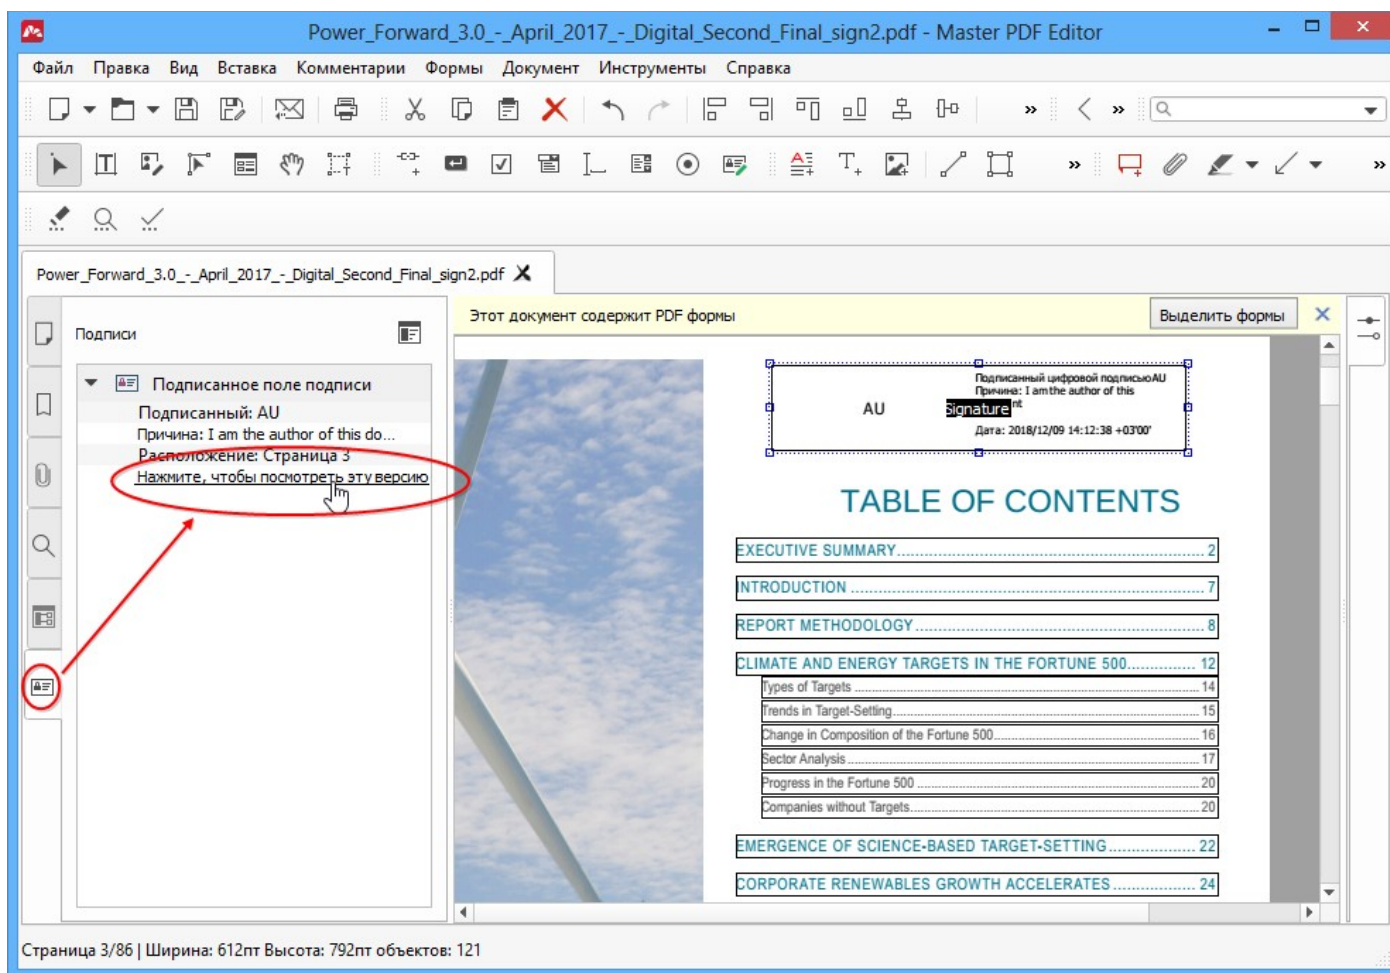 Power_Forward_3.0_-_April_2017_-_Digital_Second_Final_sign2.pdf - Master PDF Editor
Файл Правка Вид Вставка Комментарии Формы Документ Инструменты Справка
Power_Forward_3.0_-_April_2017_-_Digital_Second_Final_sign2.pdf
Этот документ содержит PDF формы
Выделить формы
Подписи
Подписанное поле подписи
Подписанный: AU
Причина: I am the author of this do...
Расположение: Страница 3
Нажмите, чтобы посмотреть эту версию
AU
Signature
Подписанный цифровой подписьюAU
Причина: I am the author of this
nt
Дата: 2018/12/09 14:12:38 +03'00'
TABLE OF CONTENTS
EXECUTIVE SUMMARY 2
INTRODUCTION 7
REPORT METHODOLOGY 8
CLIMATE AND ENERGY TARGETS IN THE FORTUNE 500 12
Types of Targets 14
Trends in Target-Setting 15
Change in Composition of the Fortune 500 16
Sector Analysis 17
Progress in the Fortune 500 20
Companies without Targets 20
EMERGENCE OF SCIENCE-BASED TARGET-SETTING 22
CORPORATE RENEWABLES GROWTH ACCELERATES 24
Страница 3/86 | Ширина: 612пт Высота: 792пт объектов: 121